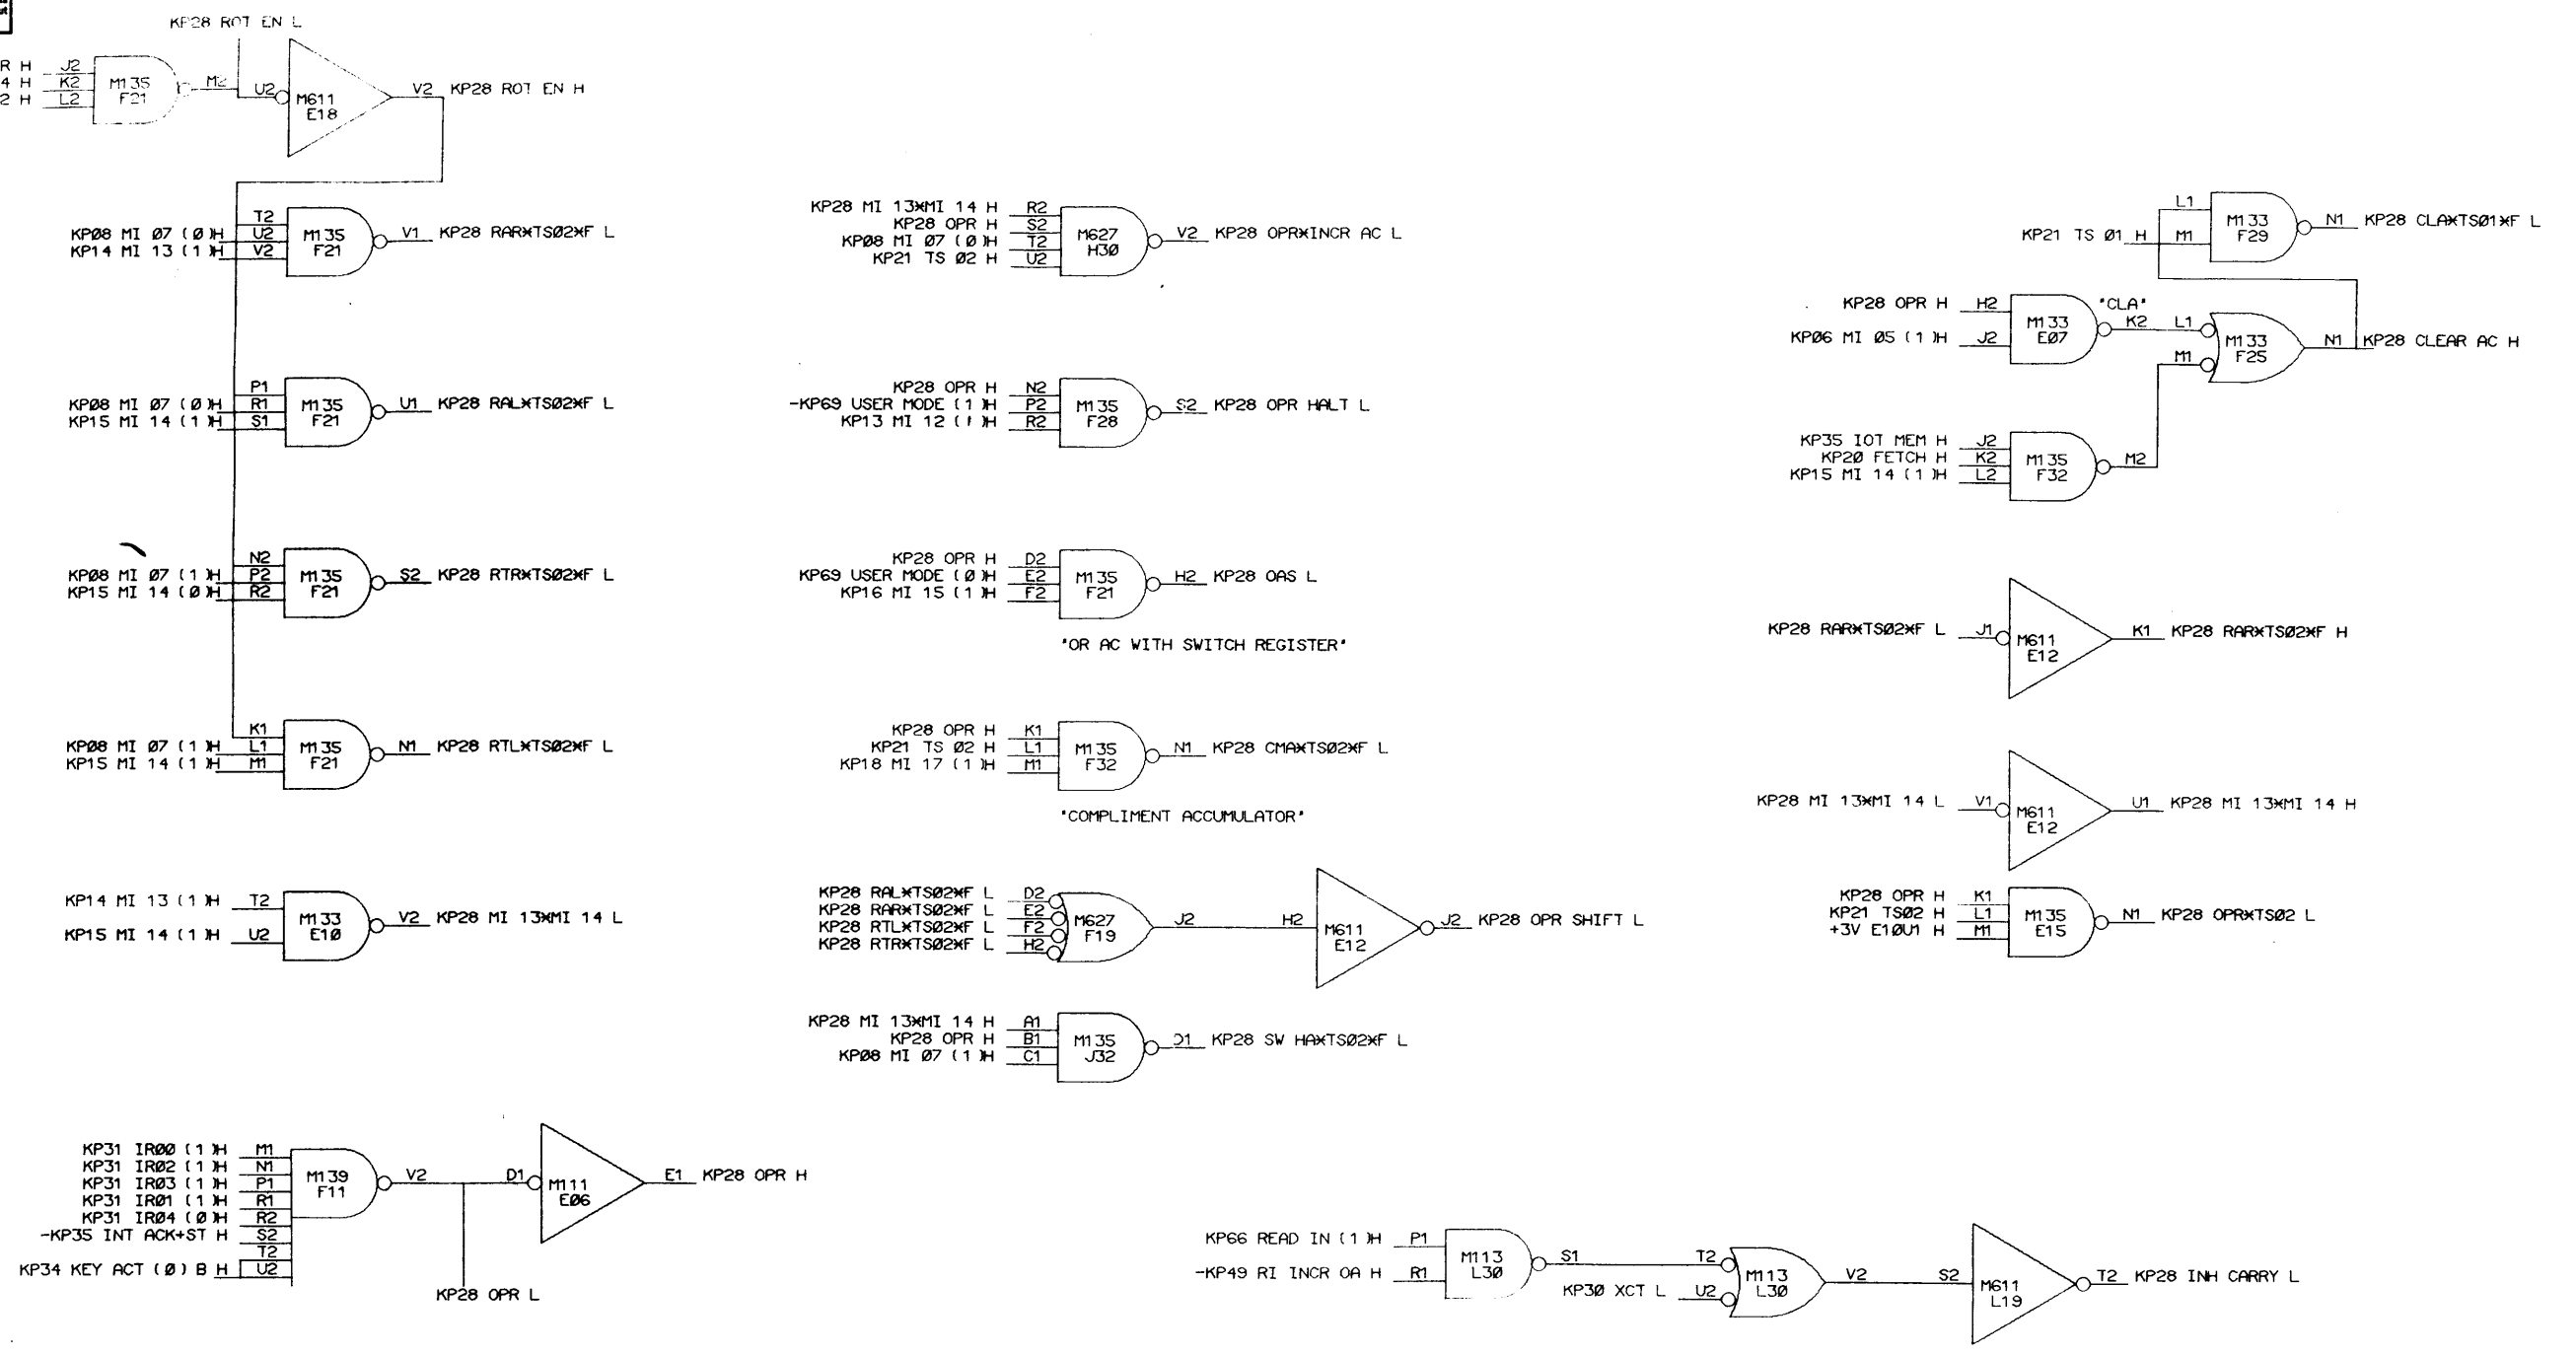 KP28 ROT EN L
R H J2
4 H K2
2 H L2
M135
F21
M2
U2
M611
E18
V2 KP28 ROT EN H
T2
KP08 MI 07 (0)H U2
KP14 MI 13 (1)H V2
M135
F21
V1 KP28 RAR*TS02*F L
P1
KP08 MI 07 (0)H R1
KP15 MI 14 (1)H S1
M135
F21
U1 KP28 RAL*TS02*F L
N2
KP08 MI 07 (1)H P2
KP15 MI 14 (0)H R2
M135
F21
S2 KP28 RTR*TS02*F L
K1
KP08 MI 07 (1)H L1
KP15 MI 14 (1)H M1
M135
F21
N1 KP28 RTL*TS02*F L
KP14 MI 13 (1)H T2
KP15 MI 14 (1)H U2
M133
E10
V2 KP28 MI 13*MI 14 L
KP31 IR00 (1)H M1
KP31 IR02 (1)H N1
KP31 IR03 (1)H P1
KP31 IR01 (1)H R1
KP31 IR04 (0)H R2
-KP35 INT ACK+ST H S2
T2
KP34 KEY ACT (0) B H U2
M139
F11
V2
D1
M111
E06
E1 KP28 OPR H
KP28 OPR L
KP28 MI 13*MI 14 H R2
KP28 OPR H S2
KP08 MI 07 (0)H T2
KP21 TS 02 H U2
M627
H30
V2 KP28 OPR*INCR AC L
KP28 OPR H N2
-KP69 USER MODE (1)H P2
KP13 MI 12 (1)H R2
M135
F28
S2 KP28 OPR HALT L
KP28 OPR H D2
KP69 USER MODE (0)H E2
KP16 MI 15 (1)H F2
M135
F21
H2 KP28 OAS L
"OR AC WITH SWITCH REGISTER"
KP28 OPR H K1
KP21 TS 02 H L1
KP18 MI 17 (1)H M1
M135
F32
N1 KP28 CMA*TS02*F L
"COMPLIMENT ACCUMULATOR"
KP28 RAL*TS02*F L D2
KP28 RAR*TS02*F L E2
KP28 RTL*TS02*F L F2
KP28 RTR*TS02*F L H2
M627
F19
J2
H2
M611
E12
J2 KP28 OPR SHIFT L
KP28 MI 13*MI 14 H A1
KP28 OPR H B1
KP08 MI 07 (1)H C1
M135
J32
D1 KP28 SW HA*TS02*F L
L1
KP21 TS 01 H M1
M133
F29
N1 KP28 CLA*TS01*F L
KP28 OPR H H2
KP06 MI 05 (1)H J2
M133
E07
"CLA"
K2
L1
M1
M133
F25
N1 KP28 CLEAR AC H
KP35 IOT MEM H J2
KP20 FETCH H K2
KP15 MI 14 (1)H L2
M135
F32
M2
KP28 RAR*TS02*F L J1
M611
E12
K1 KP28 RAR*TS02*F H
KP28 MI 13*MI 14 L V1
M611
E12
U1 KP28 MI 13*MI 14 H
KP28 OPR H K1
KP21 TS02 H L1
+3V E10U1 H M1
M135
E15
N1 KP28 OPR*TS02 L
KP66 READ IN (1)H P1
-KP49 RI INCR OA H R1
M113
L30
S1
T2
KP30 XCT L U2
M113
L30
V2
S2
M611
L19
T2 KP28 INH CARRY L